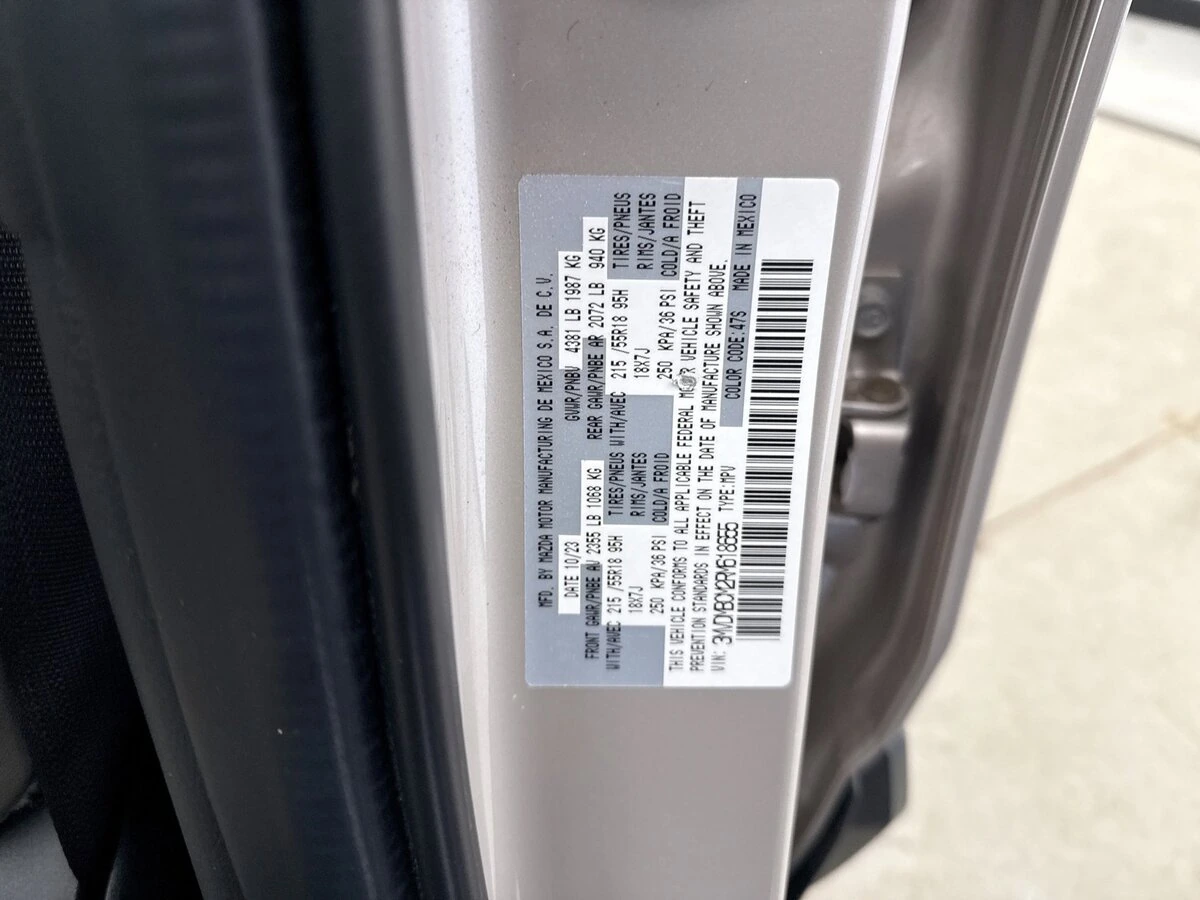 MFD. BY MAZDA MOTOR MANUFACTURING DE MEXICO S.A. DE C.V.
DATE 10/23 GVWR/PNBV 4381 LB 1987 KG
FRONT GAWR/PNBE AV 2355 LB 1068 KG REAR GAWR/PNBE AR 2072 LB 940 KG
WITH/AVEC 215 /55R18 95H TIRES/PNEUS WITH/AVEC 215 /55R18 95H TIRES/PNEUS
18X7J RIMS/JANTES 18X7J RIMS/JANTES
250 KPA/36 PSI COLD/A FROID 250 KPA/36 PSI COLD/A FROID
THIS VEHICLE CONFORMS TO ALL APPLICABLE FEDERAL MOTOR VEHICLE SAFETY AND THEFT
PREVENTION STANDARDS IN EFFECT ON THE DATE OF MANUFACTURE SHOWN ABOVE.
VIN: 3MVDMBCM2RM618655 TYPE:MPV COLOR CODE:47S MADE IN MEXICO